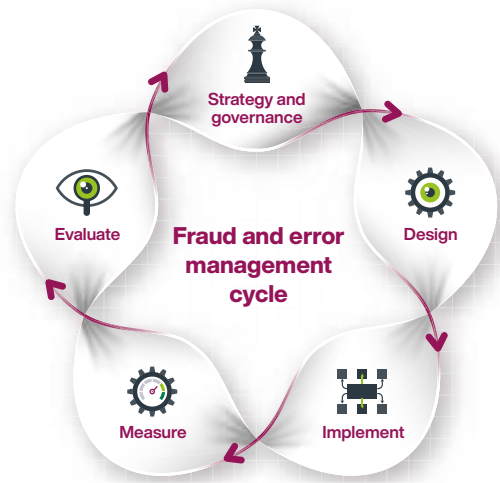 Strategy and
governance
Evaluate
Fraud and error
management
cycle
Design
Measure
Implement